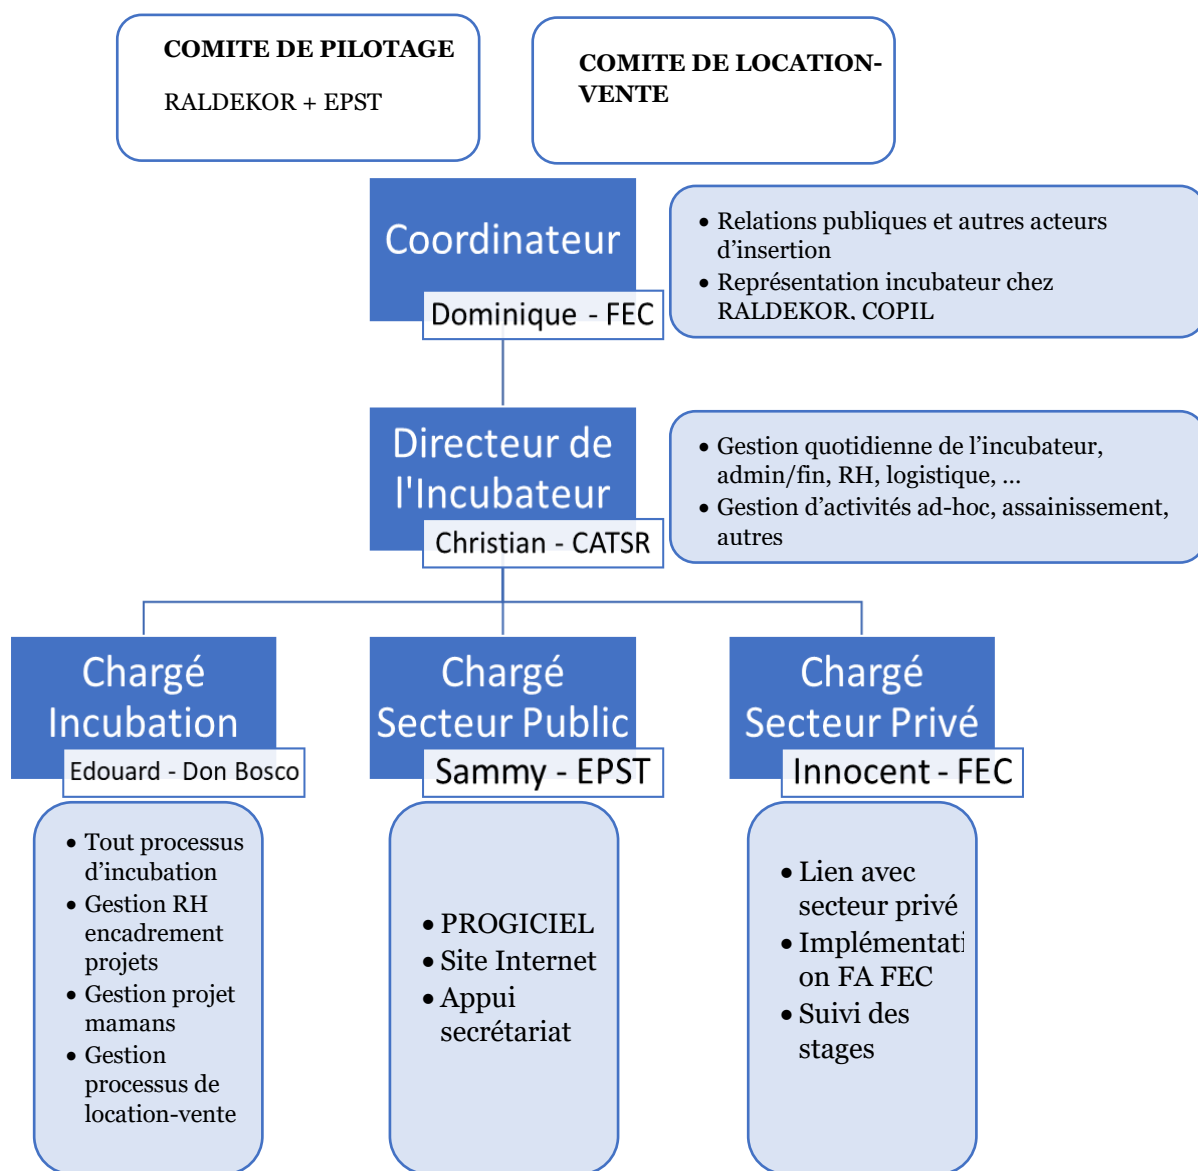 COMITE DE PILOTAGE
RALDEKOR + EPST
COMITE DE LOCATION-
VENTE
Coordinateur
Dominique - FEC
• Relations publiques et autres acteurs
d’insertion
• Représentation incubateur chez
RALDEKOR, COPIL
Directeur de
l'Incubateur
Christian - CATSR
• Gestion quotidienne de l’incubateur,
admin/fin, RH, logistique, …
• Gestion d’activités ad-hoc, assainissement,
autres
Chargé
Incubation
Edouard - Don Bosco
Chargé
Secteur Public
Sammy - EPST
Chargé
Secteur Privé
Innocent - FEC
• Tout processus
d’incubation
• Gestion RH
encadrement
projets
• Gestion projet
mamans
• Gestion
processus de
location-vente
• PROGICIEL
• Site Internet
• Appui
secrétariat
• Lien avec
secteur privé
• Implémentati
on FA FEC
• Suivi des
stages